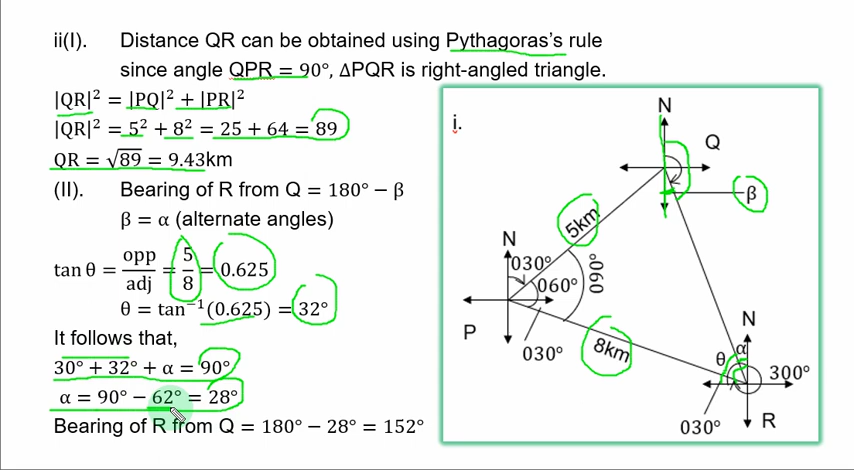 ii(I). Distance QR can be obtained using Pythagoras's rule
since angle QPR = 90°, ΔPQR is right-angled triangle.
|QR|² = |PQ|² + |PR|²
|QR|² = 5² + 8² = 25 + 64 = 89
QR = √89 = 9.43km
(II). Bearing of R from Q = 180° − β
β = α (alternate angles)
tan θ = opp/adj = 5/8 = 0.625
θ = tan⁻¹(0.625) = 32°
It follows that,
30° + 32° + α = 90°
α = 90° − 62° = 28°
Bearing of R from Q = 180° − 28° = 152°
i.
N
Q
β
5km
N
030°
060°
090°
P
030°
8km
N
α
θ
300°
030°
R